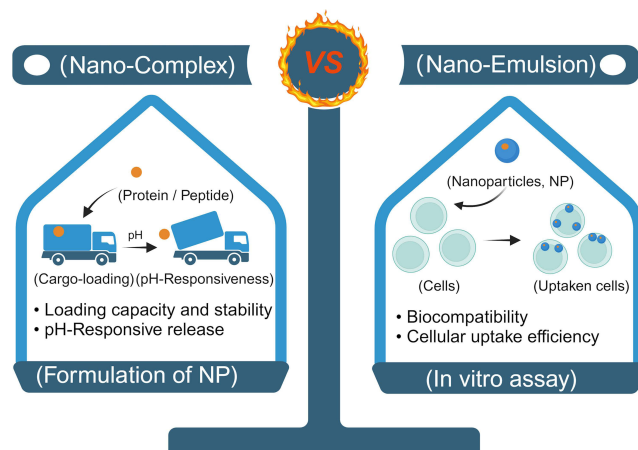 (Nano-Complex)
VS
(Nano-Emulsion)
(Protein / Peptide)
pH
(Cargo-loading) (pH-Responsiveness)
• Loading capacity and stability
• pH-Responsive release
(Formulation of NP)
(Nanoparticles, NP)
(Cells)
(Uptaken cells)
• Biocompatibility
• Cellular uptake efficiency
(In vitro assay)